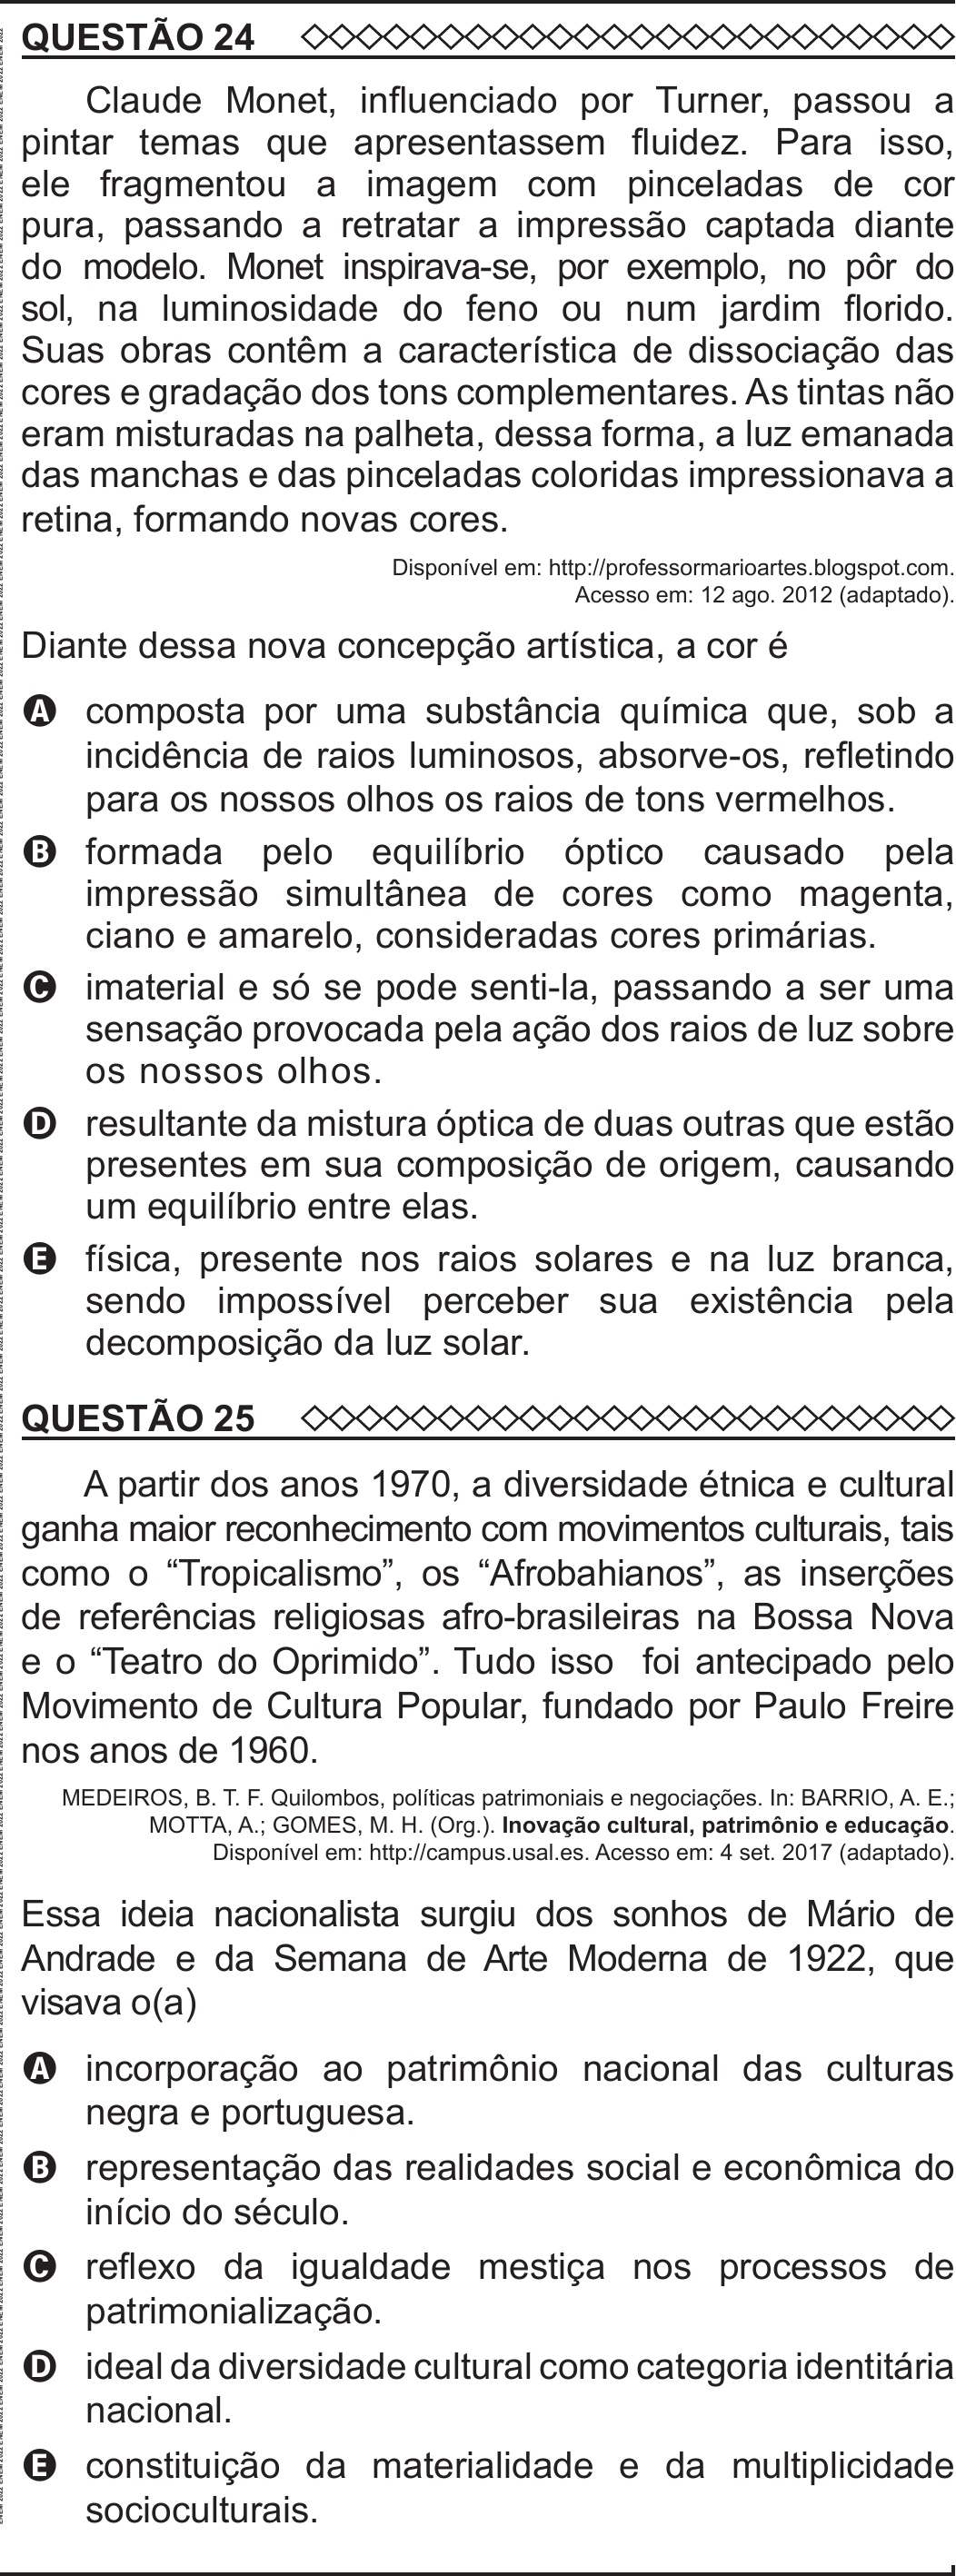 QUESTÃO 24
Claude Monet, influenciado por Turner, passou a
pintar temas que apresentassem fluidez. Para isso,
ele fragmentou a imagem com pinceladas de cor
pura, passando a retratar a impressão captada diante
do modelo. Monet inspirava-se, por exemplo, no pôr do
sol, na luminosidade do feno ou num jardim florido.
Suas obras contêm a característica de dissociação das
cores e gradação dos tons complementares. As tintas não
eram misturadas na palheta, dessa forma, a luz emanada
das manchas e das pinceladas coloridas impressionava a
retina, formando novas cores.
Disponível em: http://professormarioartes.blogspot.com.
Acesso em: 12 ago. 2012 (adaptado).
Diante dessa nova concepção artística, a cor é
A composta por uma substância química que, sob a
incidência de raios luminosos, absorve-os, refletindo
para os nossos olhos os raios de tons vermelhos.
B formada pelo equilíbrio óptico causado pela
impressão simultânea de cores como magenta,
ciano e amarelo, consideradas cores primárias.
C imaterial e só se pode senti-la, passando a ser uma
sensação provocada pela ação dos raios de luz sobre
os nossos olhos.
D resultante da mistura óptica de duas outras que estão
presentes em sua composição de origem, causando
um equilíbrio entre elas.
E física, presente nos raios solares e na luz branca,
sendo impossível perceber sua existência pela
decomposição da luz solar.
QUESTÃO 25
A partir dos anos 1970, a diversidade étnica e cultural
ganha maior reconhecimento com movimentos culturais, tais
como o “Tropicalismo”, os “Afrobahianos”, as inserções
de referências religiosas afro-brasileiras na Bossa Nova
e o “Teatro do Oprimido”. Tudo isso foi antecipado pelo
Movimento de Cultura Popular, fundado por Paulo Freire
nos anos de 1960.
MEDEIROS, B. T. F. Quilombos, políticas patrimoniais e negociações. In: BARRIO, A. E.;
MOTTA, A.; GOMES, M. H. (Org.). Inovação cultural, patrimônio e educação.
Disponível em: http://campus.usal.es. Acesso em: 4 set. 2017 (adaptado).
Essa ideia nacionalista surgiu dos sonhos de Mário de
Andrade e da Semana de Arte Moderna de 1922, que
visava o(a)
A incorporação ao patrimônio nacional das culturas
negra e portuguesa.
B representação das realidades social e econômica do
início do século.
C reflexo da igualdade mestiça nos processos de
patrimonialização.
D ideal da diversidade cultural como categoria identitária
nacional.
E constituição da materialidade e da multiplicidade
socioculturais.